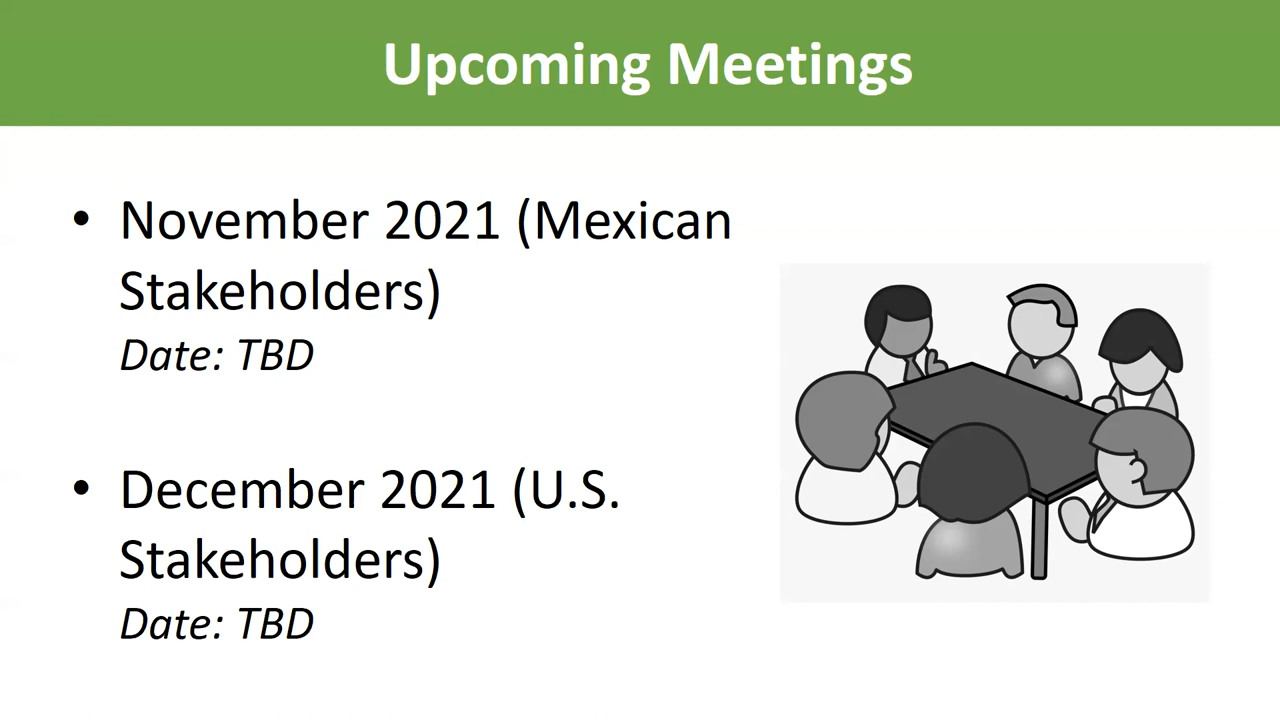 Upcoming Meetings
• November 2021 (Mexican
Stakeholders)
Date: TBD
• December 2021 (U.S.
Stakeholders)
Date: TBD